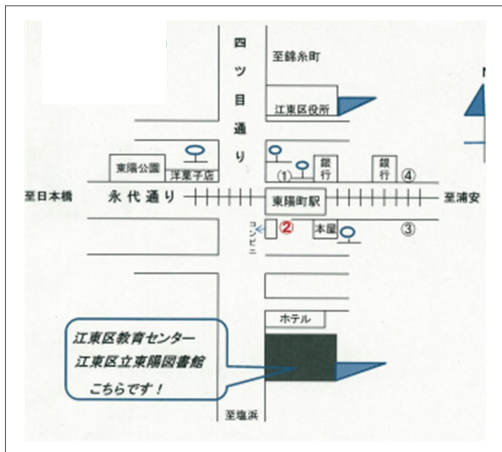 四ツ目通り
至錦糸町
江東区役所
東陽公園
洋菓子店
①
銀行
銀行
④
至日本橋
永代通り
東陽町駅
至浦安
コンビニ
②
本屋
③
ホテル
江東区教育センター
江東区立東陽図書館
こちらです！
至塩浜